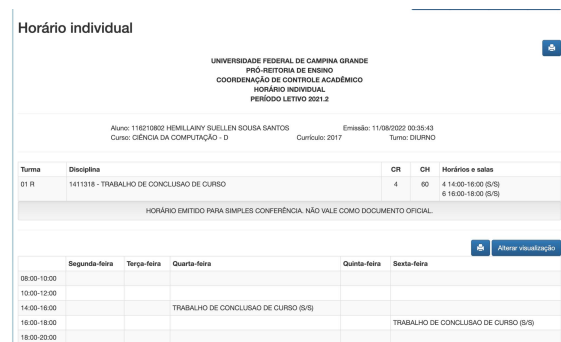 Horário individual
UNIVERSIDADE FEDERAL DE CAMPINA GRANDE
PRÓ-REITORIA DE ENSINO
COORDENAÇÃO DE CONTROLE ACADÊMICO
HORÁRIO INDIVIDUAL
PERÍODO LETIVO 2021.2
Aluno: 116210802 HEMILLAINY SUELLEN SOUSA SANTOS Emissão: 11/08/2022 00:35:43
Curso: CIÊNCIA DA COMPUTAÇÃO - D Currículo: 2017 Turno: DIURNO
Turma Disciplina CR CH Horários e salas
01 R 1411318 - TRABALHO DE CONCLUSAO DE CURSO 4 60 4 14:00-16:00 (S/S)
6 16:00-18:00 (S/S)
HORÁRIO EMITIDO PARA SIMPLES CONFERÊNCIA. NÃO VALE COMO DOCUMENTO OFICIAL.
Alterar visualização
Segunda-feira Terça-feira Quarta-feira Quinta-feira Sexta-feira
08:00-10:00
10:00-12:00
14:00-16:00 TRABALHO DE CONCLUSAO DE CURSO (S/S)
16:00-18:00 TRABALHO DE CONCLUSAO DE CURSO (S/S)
18:00-20:00